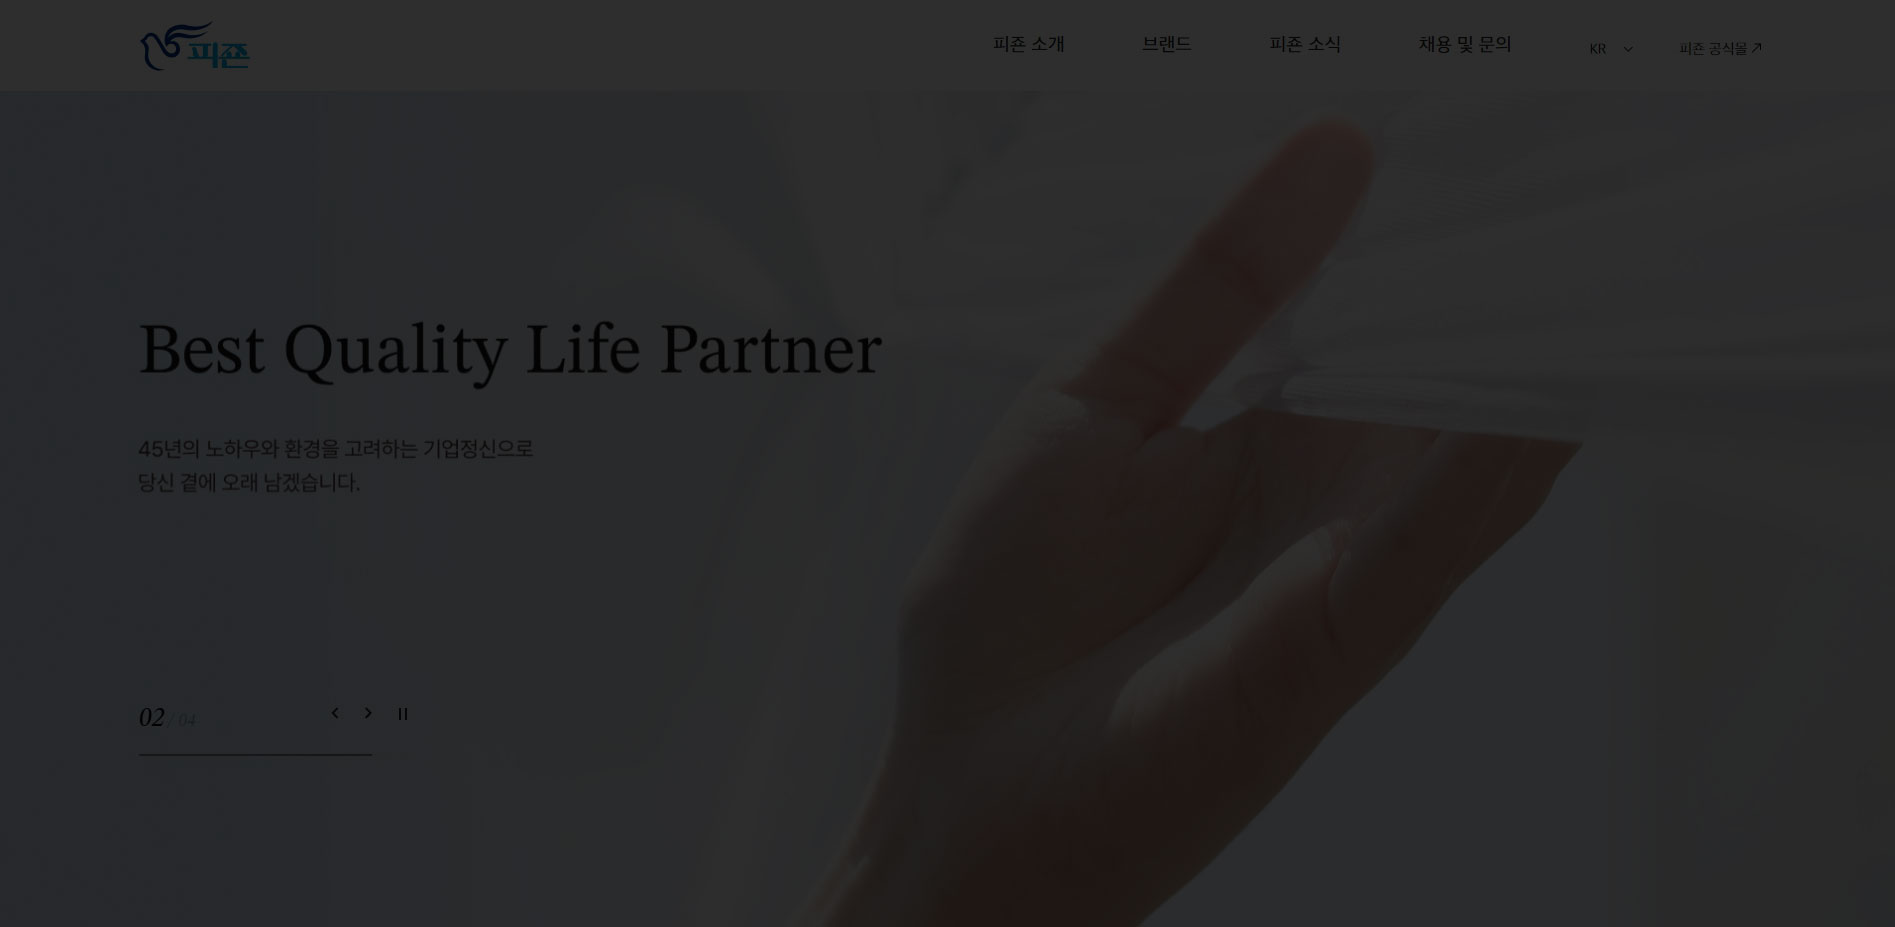 피죤
피죤 소개
브랜드
피죤 소식
채용 및 문의
KR
피죤 공식몰
Best Quality Life Partner
45년의 노하우와 환경을 고려하는 기업정신으로
당신 곁에 오래 남겠습니다.
02 / 04